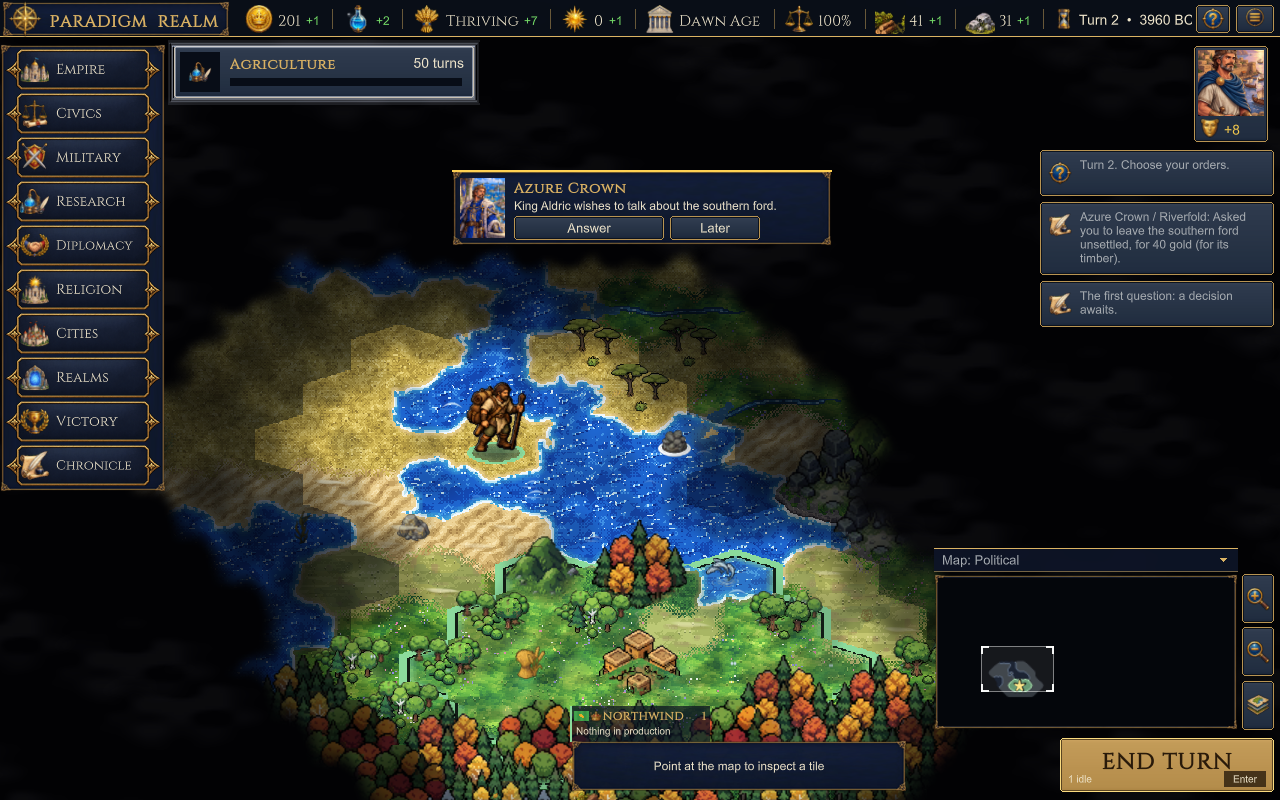 PARADIGM REALM
201 +1
+2
THRIVING +7
0 +1
DAWN AGE
100%
41 +1
31 +1
Turn 2 • 3960 BC
EMPIRE
CIVICS
MILITARY
RESEARCH
DIPLOMACY
RELIGION
CITIES
REALMS
VICTORY
CHRONICLE
AGRICULTURE 50 turns
AZURE CROWN
King Aldric wishes to talk about the southern ford.
Answer Later
+8
Turn 2. Choose your orders.
Azure Crown / Riverfold: Asked
you to leave the southern ford
unsettled, for 40 gold (for its
timber).
The first question: a decision
awaits.
Map: Political
NORTHWIND 1
Nothing in production
Point at the map to inspect a tile
END TURN
1 idle
Enter